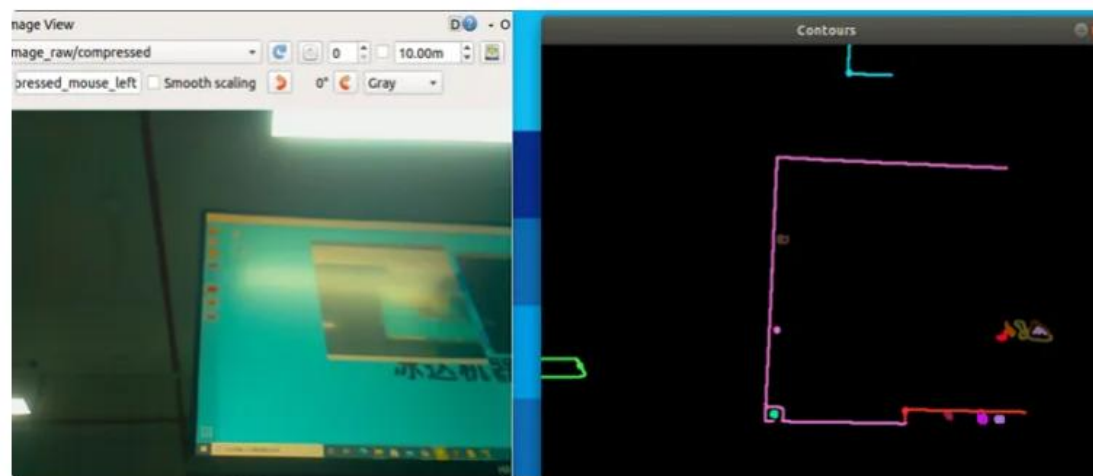 mage View
D - O
mage_raw/compressed 0 10.00m
pressed_mouse_left Smooth scaling 0° Gray
Contours